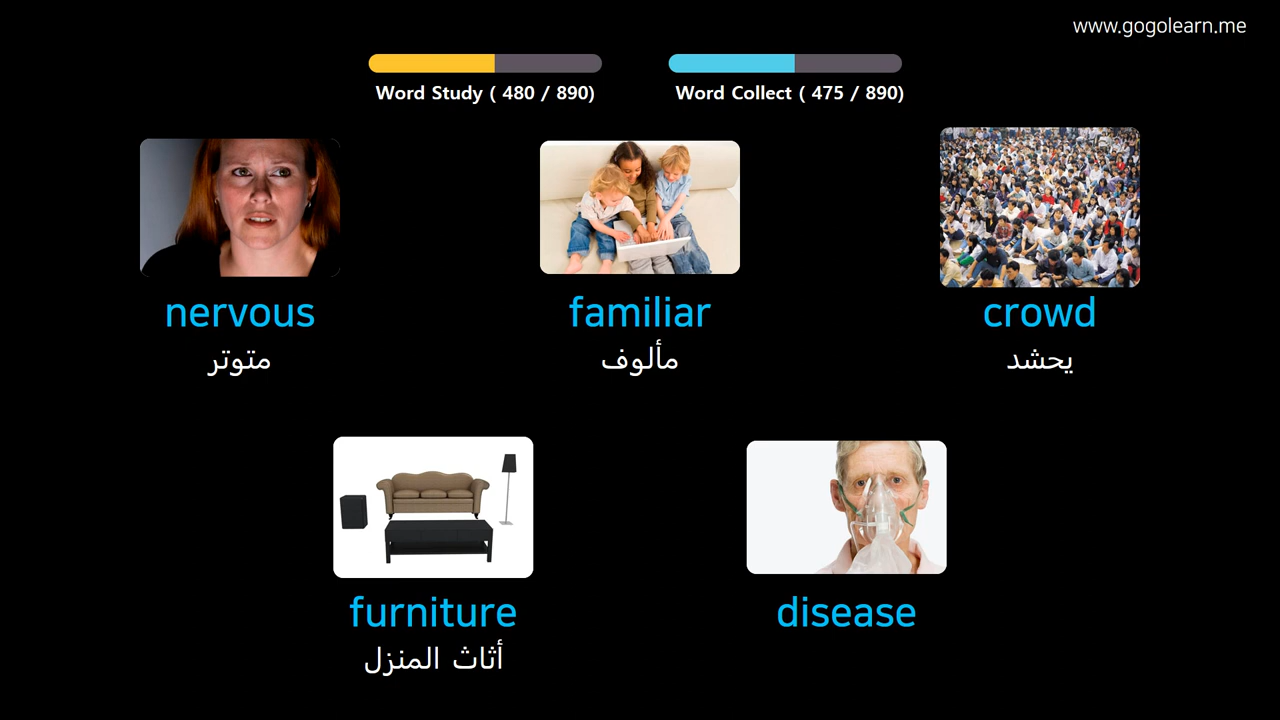 www.gogolearn.me
Word Study ( 480 / 890)
Word Collect ( 475 / 890)
nervous
متوتر
familiar
مألوف
crowd
يحشد
furniture
أثاث المنزل
disease